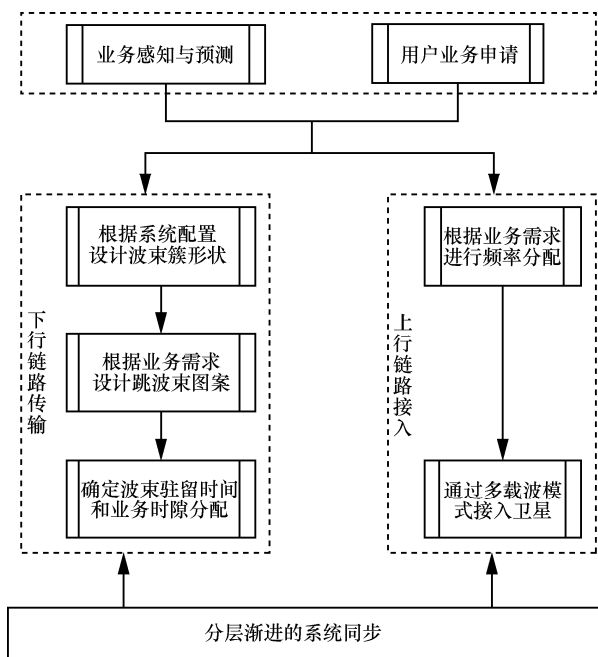 业务感知与预测
用户业务申请
根据系统配置
设计波束簇形状
根据业务需求
设计跳波束图案
确定波束驻留时间
和业务时隙分配
下行链路传输
根据业务需求
进行频率分配
通过多载波模
式接入卫星
上行链路接入
分层渐进的系统同步